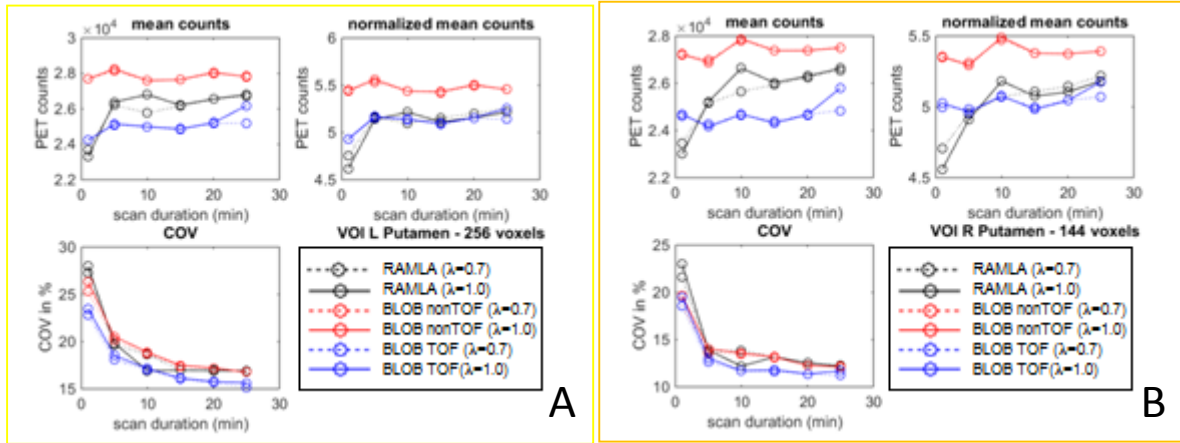 mean counts
normalized mean counts
× 10⁴
PET counts
3
2.8
2.6
2.4
2.2
0 10 20 30
scan duration (min)
PET counts
6
5.5
5
4.5
0 10 20 30
scan duration (min)
COV
COV in %
30
25
20
15
0 10 20 30
scan duration (min)
VOI L Putamen - 256 voxels
RAMLA (λ=0.7)
RAMLA (λ=1.0)
BLOB nonTOF (λ=0.7)
BLOB nonTOF (λ=1.0)
BLOB TOF (λ=0.7)
BLOB TOF(λ=1.0)
A
mean counts
normalized mean counts
× 10⁴
PET counts
2.8
2.6
2.4
2.2
0 10 20 30
scan duration (min)
PET counts
5.5
5
4.5
0 10 20 30
scan duration (min)
COV
COV in %
25
20
15
10
0 10 20 30
scan duration (min)
VOI R Putamen - 144 voxels
RAMLA (λ=0.7)
RAMLA (λ=1.0)
BLOB nonTOF (λ=0.7)
BLOB nonTOF (λ=1.0)
BLOB TOF (λ=0.7)
BLOB TOF(λ=1.0)
B